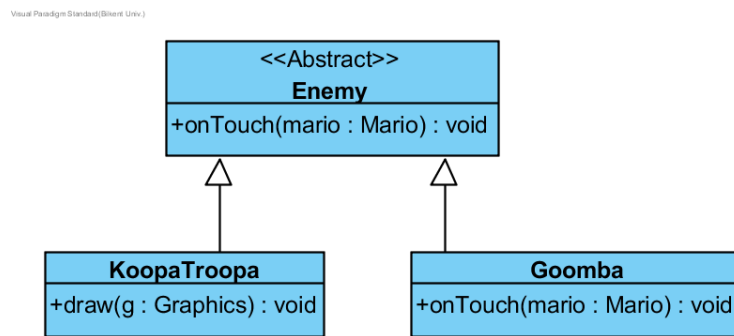 Visual Paradigm Standard(Bilkent Univ.)
<<Abstract>>
Enemy
+onTouch(mario : Mario) : void
KoopaTroopa
+draw(g : Graphics) : void
Goomba
+onTouch(mario : Mario) : void